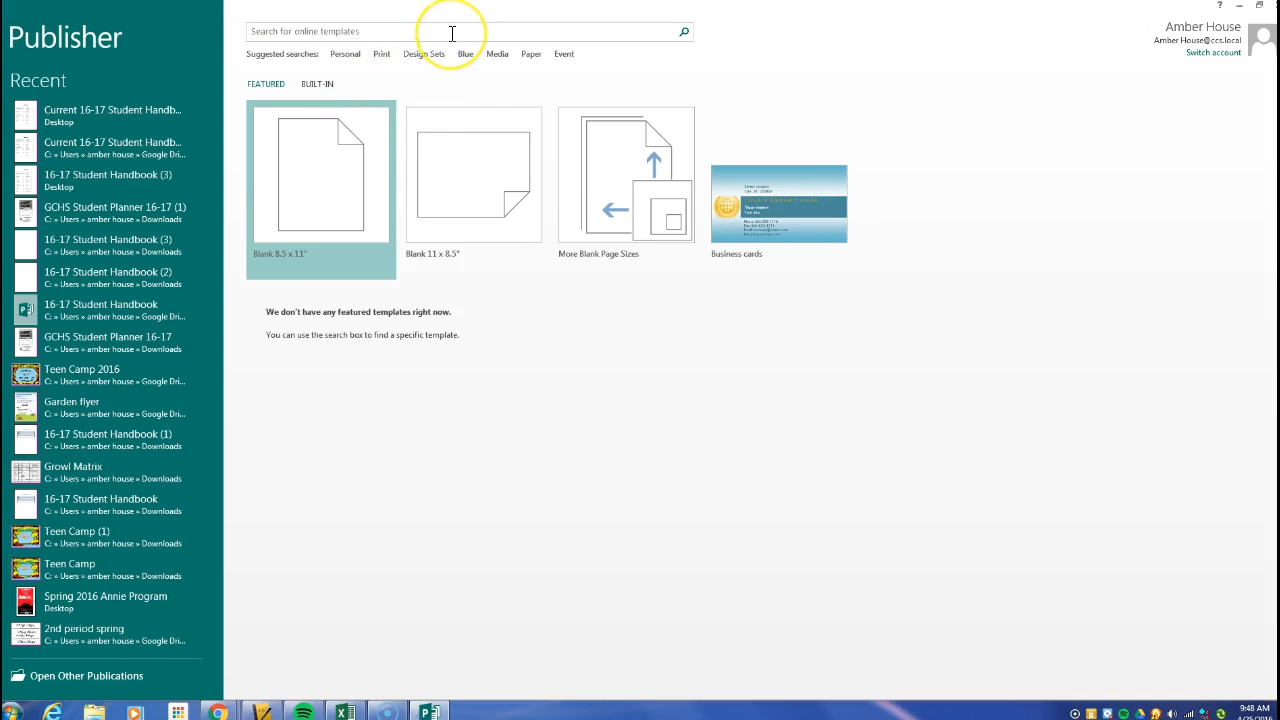 Publisher
Recent
Current 16-17 Student Handb...
Desktop
Current 16-17 Student Handb...
C: » Users » amber house » Google Dri...
16-17 Student Handbook (3)
Desktop
GCHS Student Planner 16-17 (1)
C: » Users » amber house » Downloads
16-17 Student Handbook (3)
C: » Users » amber house » Downloads
16-17 Student Handbook (2)
C: » Users » amber house » Downloads
16-17 Student Handbook
C: » Users » amber house » Google Dri...
GCHS Student Planner 16-17
C: » Users » amber house » Downloads
Teen Camp 2016
C: » Users » amber house » Google Dri...
Garden flyer
C: » Users » amber house » Google Dri...
16-17 Student Handbook (1)
C: » Users » amber house » Downloads
Growl Matrix
C: » Users » amber house » Downloads
16-17 Student Handbook
C: » Users » amber house » Downloads
Teen Camp (1)
C: » Users » amber house » Downloads
Teen Camp
C: » Users » amber house » Downloads
Spring 2016 Annie Program
Desktop
2nd period spring
C: » Users » amber house » Google Dri...
Open Other Publications
Search for online templates
Suggested searches: Personal Print Design Sets Blue Media Paper Event
FEATURED BUILT-IN
Blank 8.5 x 11"
Blank 11 x 8.5"
More Blank Page Sizes
Business cards
We don't have any featured templates right now.
You can use the search box to find a specific template.
?
Amber House
Amber House@ccs.local
Switch account
9:48 AM